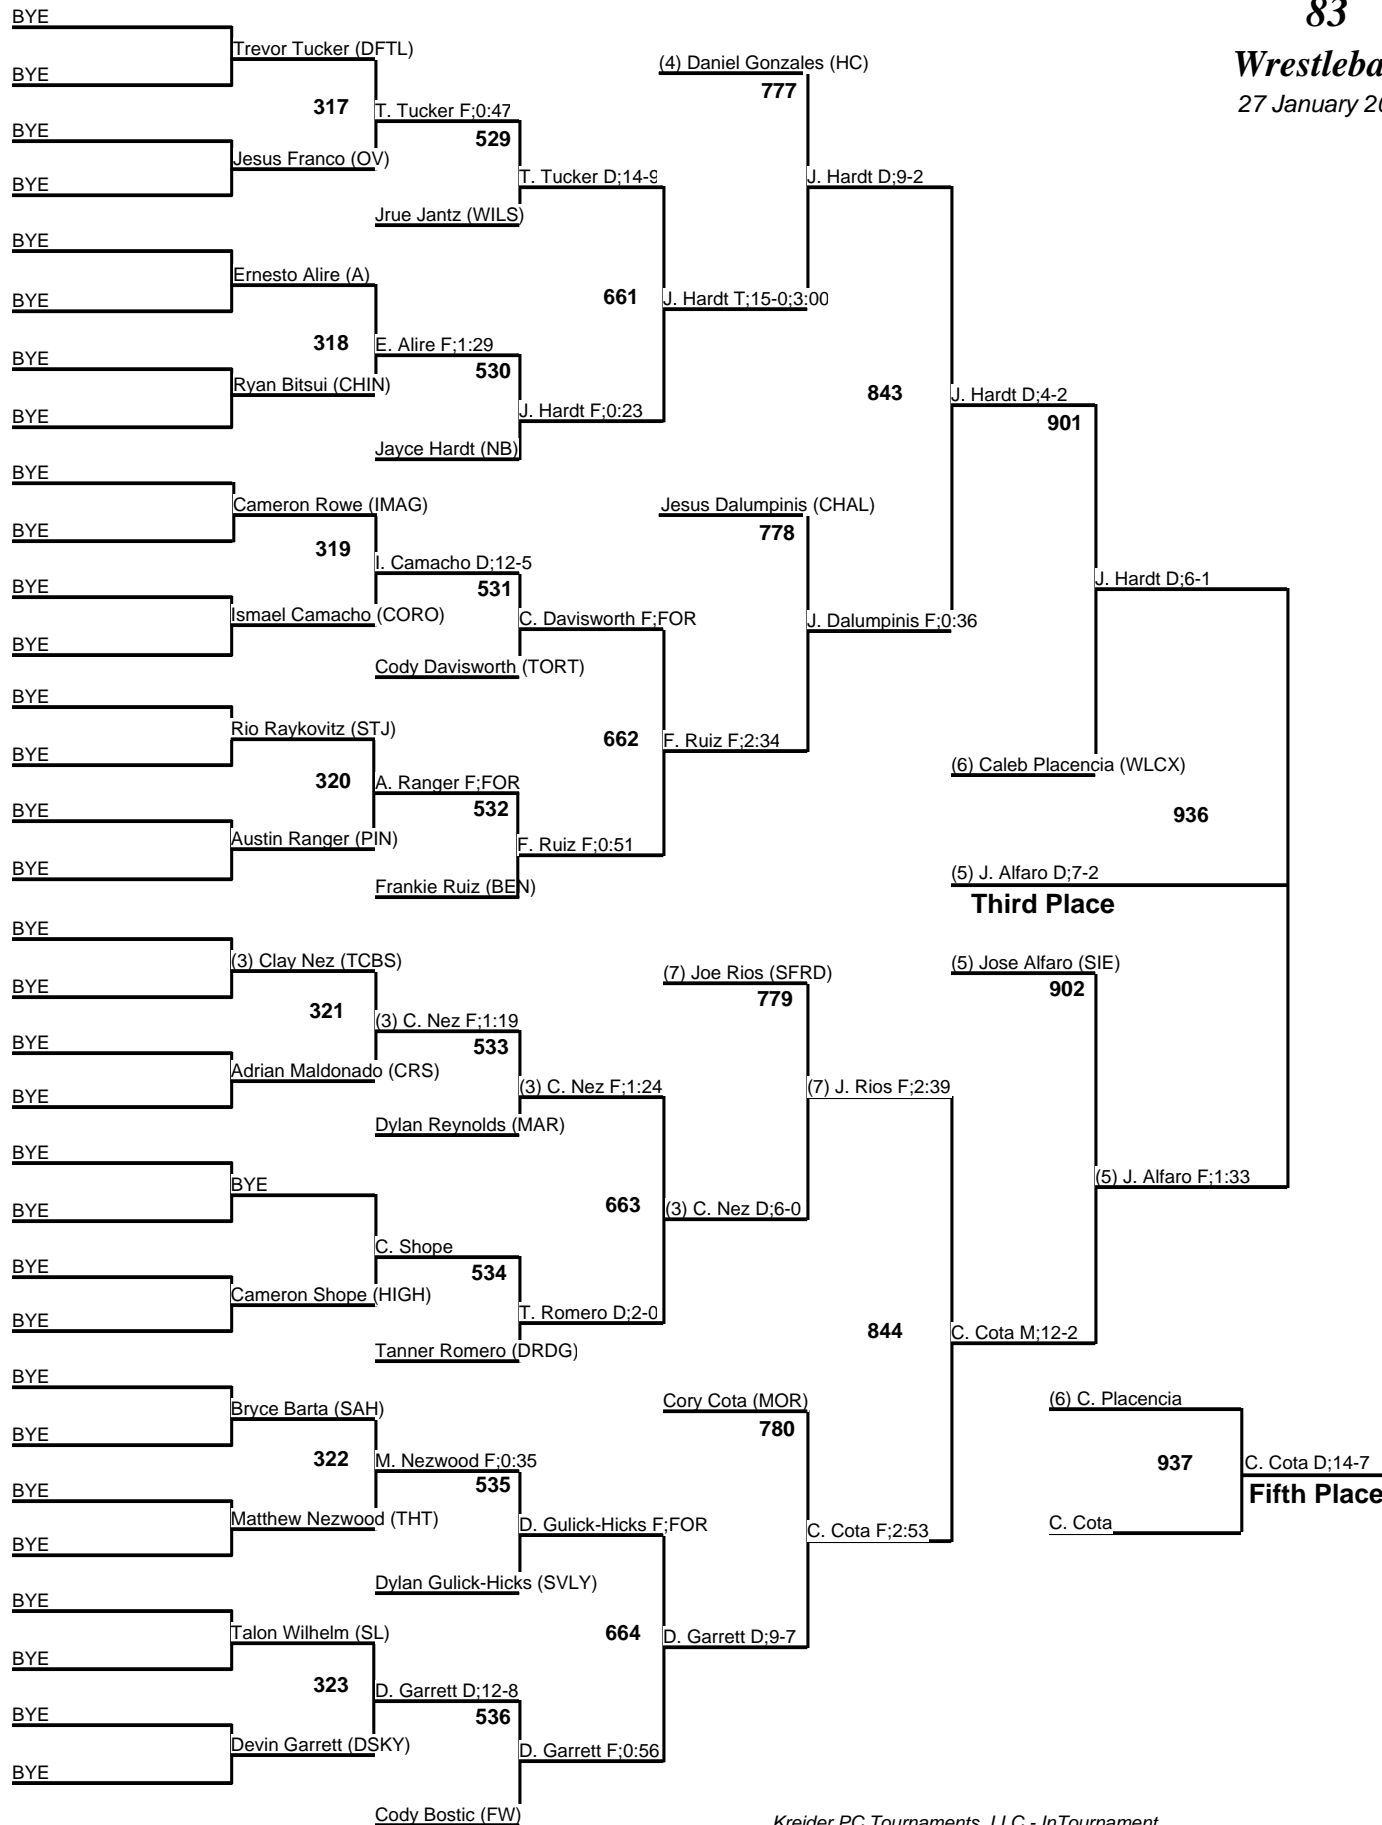 83
27 January
BYE
Trevor Tucker (DFTL)
BYE
(4) Daniel Gonzales (HC)
777
317
T. Tucker F;0:47
BYE
529
Jesus Franco (OV)
BYE
T. Tucker D;14-9
J. Hardt D;9-2
Jrue Jantz (WILS)
BYE
Ernesto Alire (A)
BYE
661
J. Hardt T;15-0;3:00
318
E. Alire F;1:29
BYE
530
Ryan Bitsui (CHIN)
843
J. Hardt D;4-2
BYE
J. Hardt F;0:23
901
Jayce Hardt (NB)
BYE
Cameron Rowe (IMAG)
Jesus Dalumpinis (CHAL)
BYE
778
319
I. Camacho D;12-5
BYE
531
J. Hardt D;6-1
Ismael Camacho (CORO)
C. Davisworth F;FOR
J. Dalumpinis F;0:36
BYE
Cody Davisworth (TORT)
BYE
Rio Raykovitz (STJ)
662
F. Ruiz F;2:34
BYE
(6) Caleb Placencia (WLCX)
320
A. Ranger F;FOR
BYE
532
936
Austin Ranger (PIN)
F. Ruiz F;0:51
BYE
(5) J. Alfaro D;7-2
Frankie Ruiz (BEN)
Third Place
BYE
(3) Clay Nez (TCBS)
(7) Joe Rios (SFRD)
(5) Jose Alfaro (SIE)
BYE
779
902
321
(3) C. Nez F;1:19
BYE
533
Adrian Maldonado (CRS)
(3) C. Nez F;1:24
(7) J. Rios F;2:39
BYE
Dylan Reynolds (MAR)
BYE
BYE
(5) J. Alfaro F;1:33
BYE
663
(3) C. Nez D;6-0
C. Shope
BYE
534
Cameron Shope (HIGH)
T. Romero D;2-0
BYE
844
C. Cota M;12-2
Tanner Romero (DRDG)
BYE
Bryce Barta (SAH)
Cory Cota (MOR)
(6) C. Placencia
BYE
780
322
M. Nezwood F;0:35
937
C. Cota D;14-7
BYE
535
Fifth Place
Matthew Nezwood (THT)
D. Gulick-Hicks F;FOR
C. Cota F;2:53
C. Cota
BYE
Dylan Gulick-Hicks (SVLY)
BYE
Talon Wilhelm (SL)
664
D. Garrett D;9-7
BYE
323
D. Garrett D;12-8
BYE
536
Devin Garrett (DSKY)
D. Garrett F;0:56
BYE
Cody Bostic (FW)
Kreider PC Tournaments, LLC - InTournament